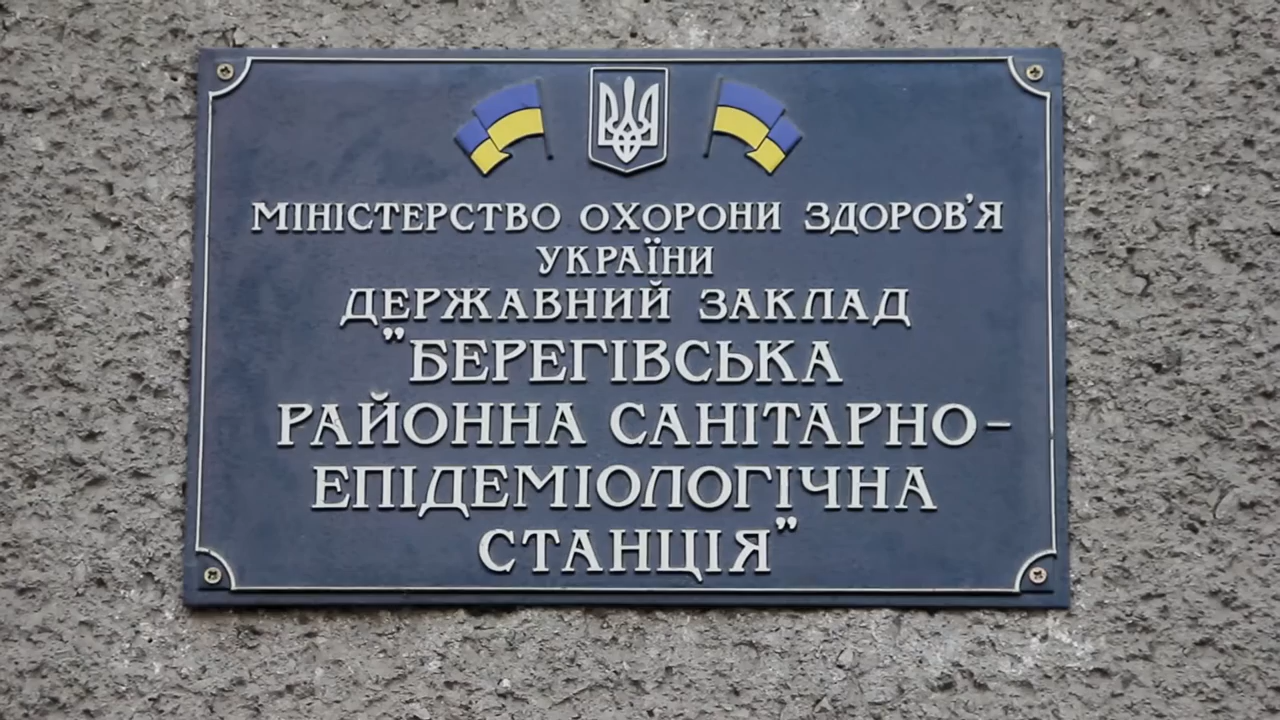 МІНІСТЕРСТВО ОХОРОНИ ЗДОРОВ'Я
УКРАЇНИ
ДЕРЖАВНИЙ ЗАКЛАД
"БЕРЕГІВСЬКА
РАЙОННА САНІТАРНО-
ЕПІДЕМІОЛОГІЧНА
СТАНЦІЯ"